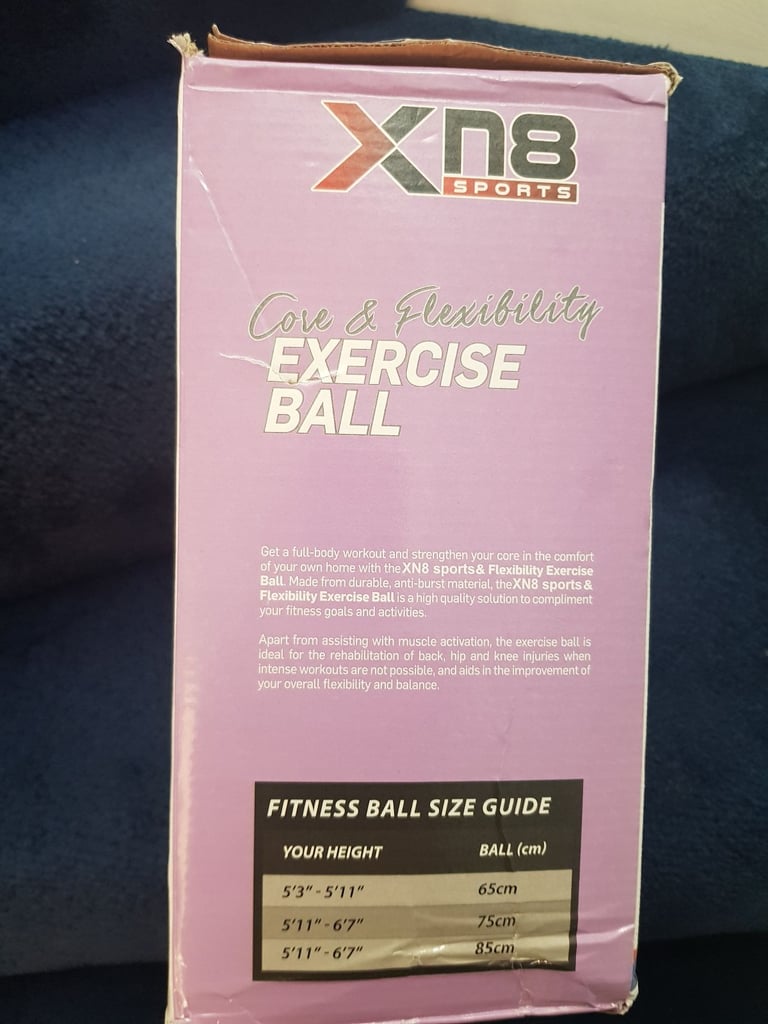 XN8
SPORTS
Core & Flexibility
EXERCISE
BALL
Get a full-body workout and strengthen your core in the comfort
of your own home with the XN8 sports & Flexibility Exercise
Ball. Made from durable, anti-burst material, the XN8 sports &
Flexibility Exercise Ball is a high quality solution to compliment
your fitness goals and activities.
Apart from assisting with muscle activation, the exercise ball is
ideal for the rehabilitation of back, hip and knee injuries when
intense workouts are not possible, and aids in the improvement of
your overall flexibility and balance.
FITNESS BALL SIZE GUIDE
YOUR HEIGHT BALL (cm)
5'3" - 5'11" 65cm
5'11" - 6'7" 75cm
5'11" - 6'7" 85cm